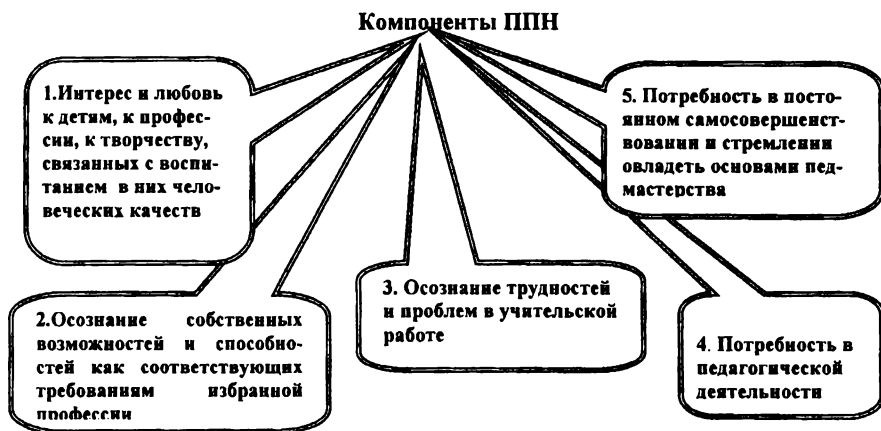 Компоненты ППН
1.Интерес и любовь
к детям, к профес-
сии, к творчеству,
связанных с воспи-
танием в них чело-
веческих качеств
2.Осознание собственных
возможностей и способно-
стей как соответствующих
требованиям избранной
профессии
3. Осознание трудностей
и проблем в учительской
работе
4. Потребность в
педагогической
деятельности
5. Потребность в посто-
янном самосовершенст-
вовании и стремлении
овладеть основами пед-
мастерства